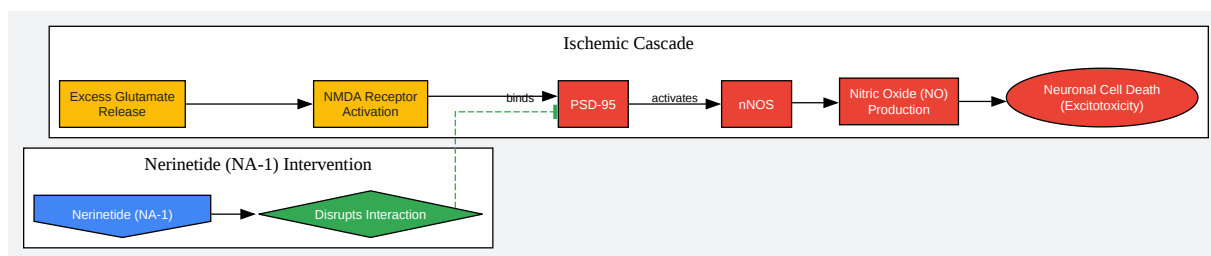 Ischemic Cascade
Excess Glutamate
Release
NMDA Receptor
Activation
binds
PSD-95
activates
nNOS
Nitric Oxide (NO)
Production
Neuronal Cell Death
(Excitotoxicity)
Nerinetide (NA-1) Intervention
Nerinetide (NA-1)
Disrupts Interaction